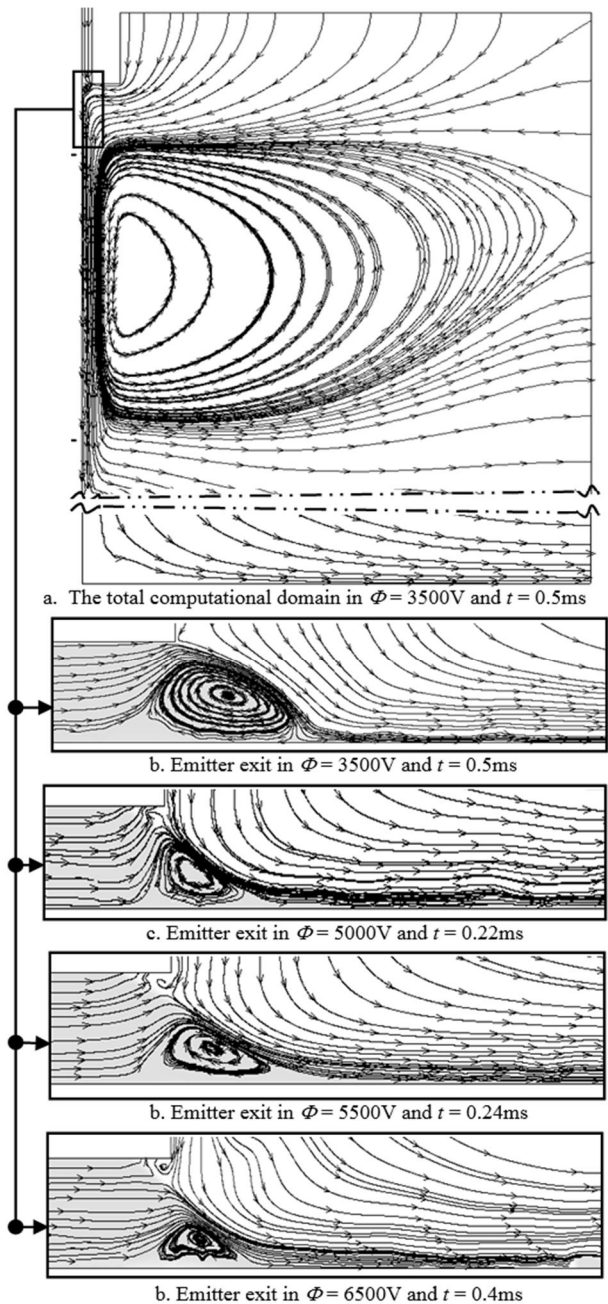 a. The total computational domain in Φ = 3500V and t = 0.5ms
b. Emitter exit in Φ = 3500V and t = 0.5ms
c. Emitter exit in Φ = 5000V and t = 0.22ms
b. Emitter exit in Φ = 5500V and t = 0.24ms
b. Emitter exit in Φ = 6500V and t = 0.4ms